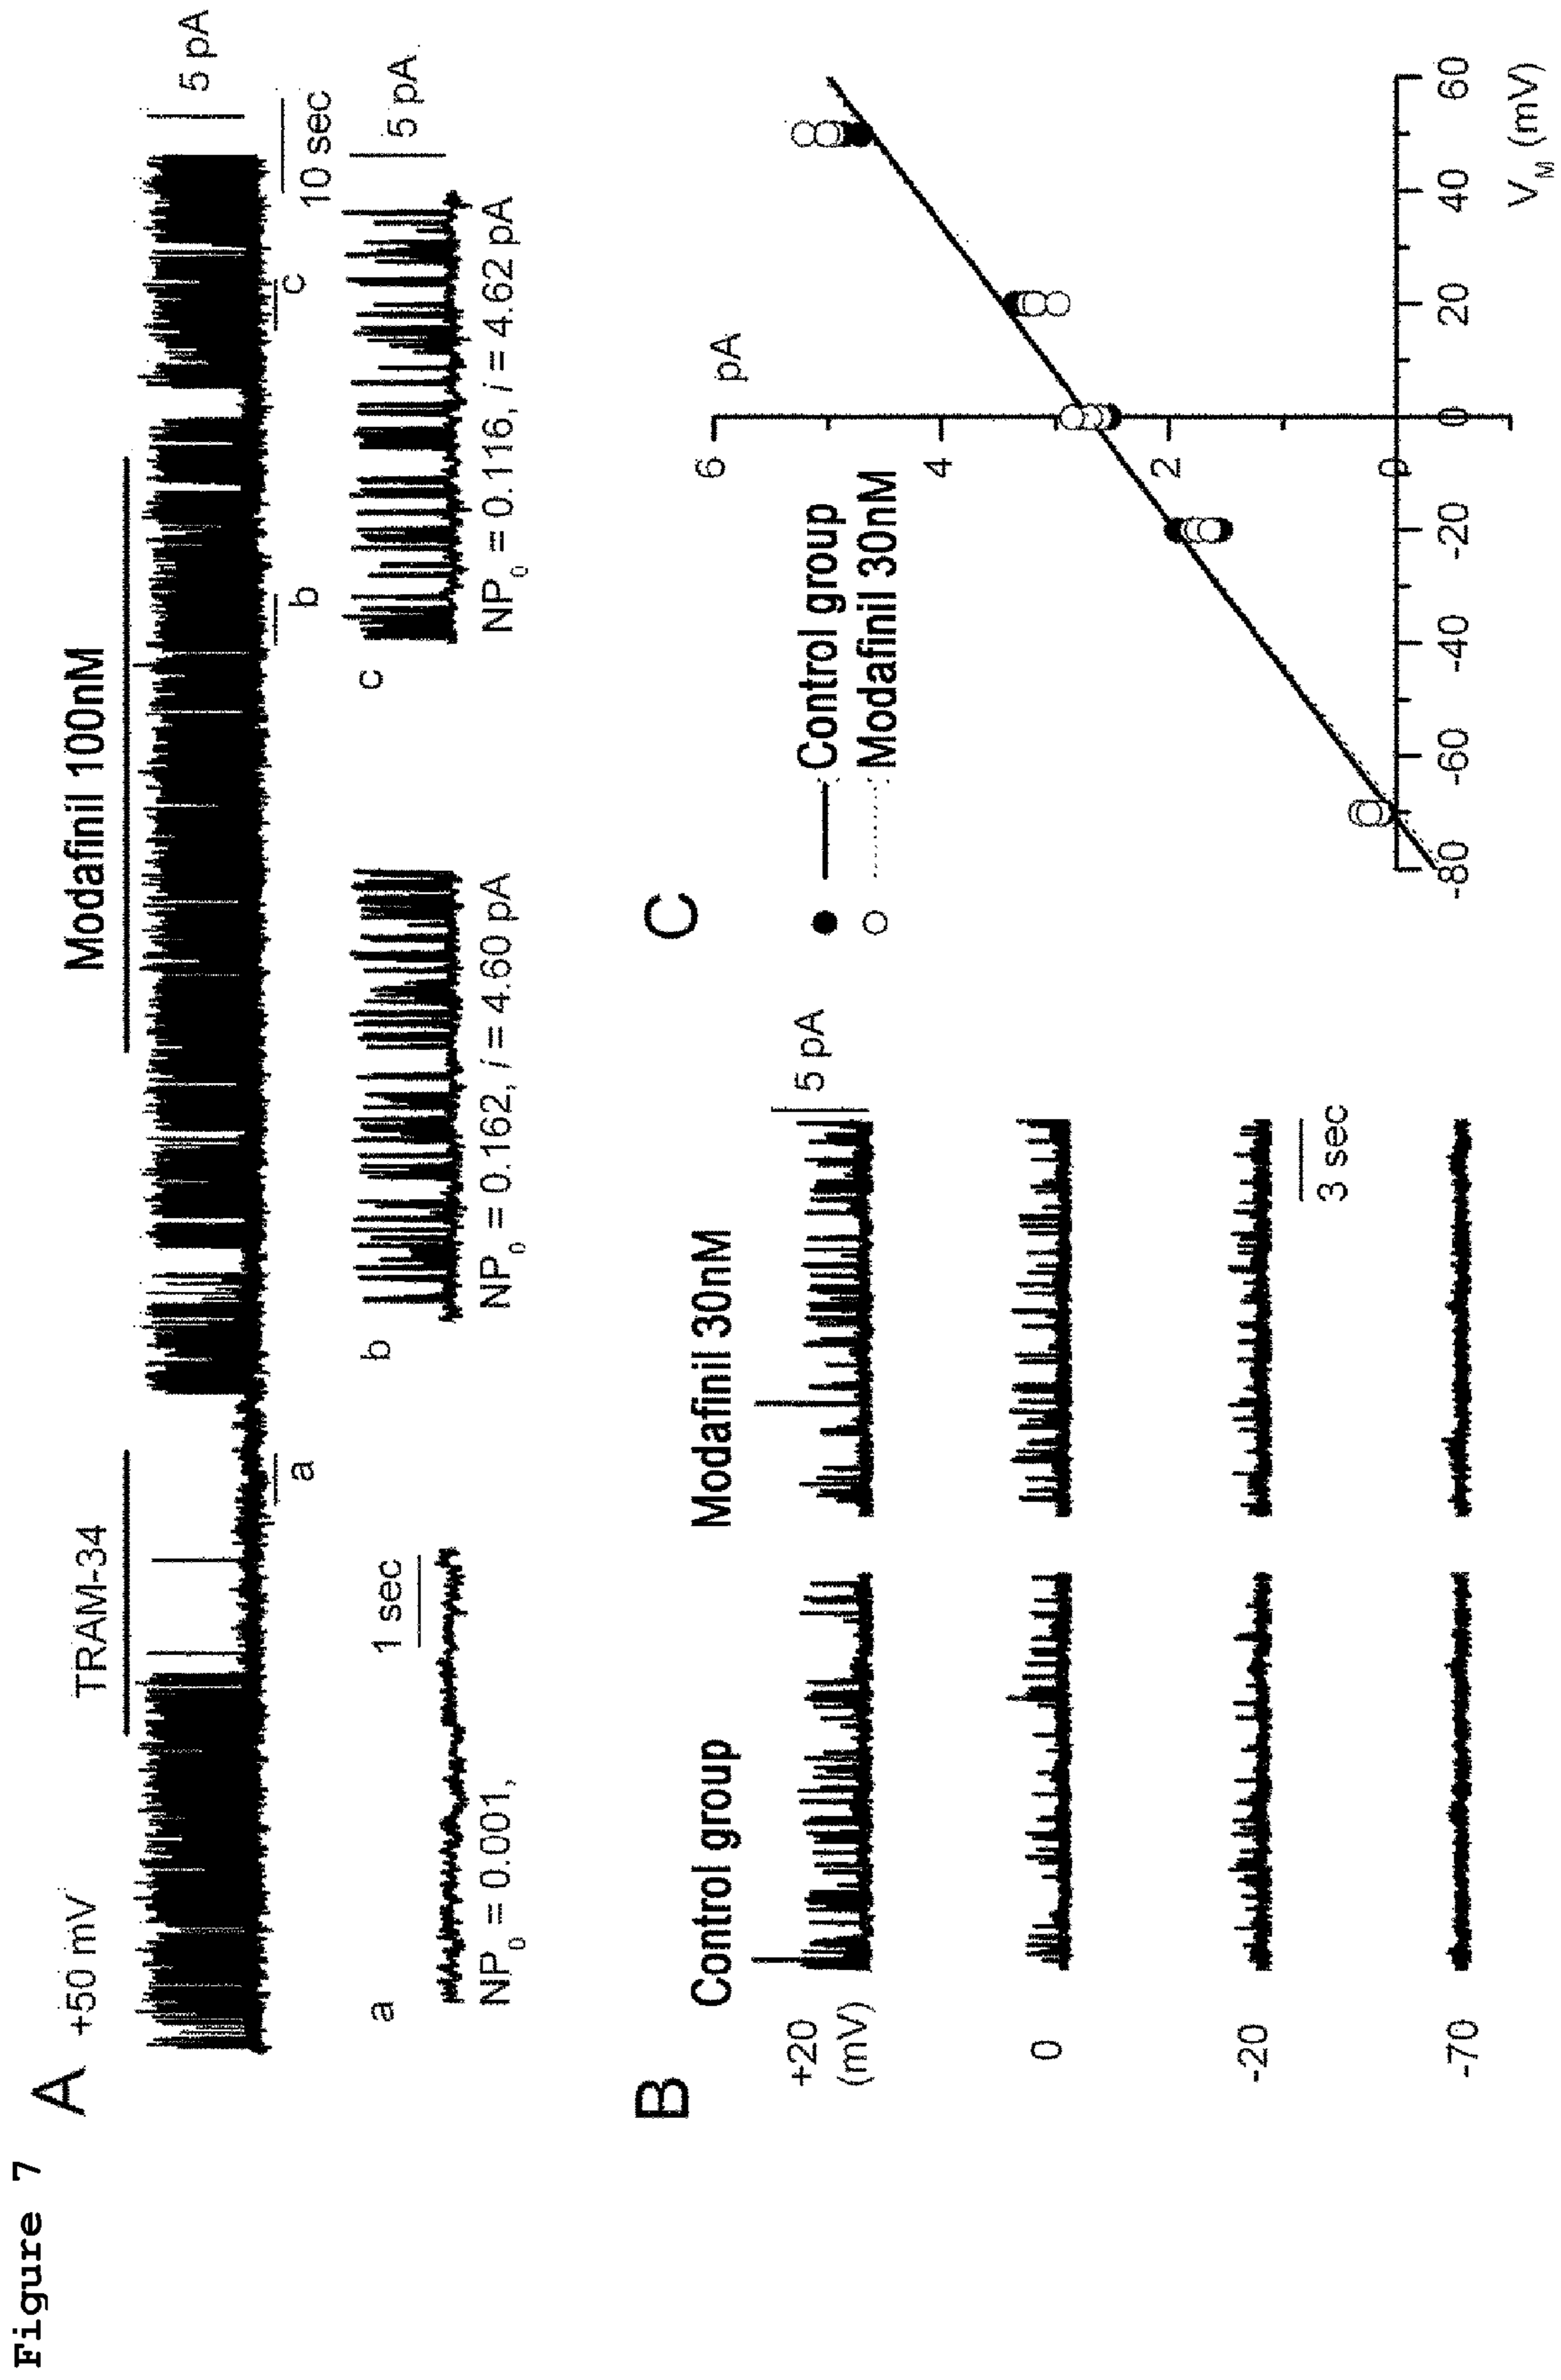 Figure 7
A
+50 mV
TRAM-34
Modafinil 100nM
5 pA
10 sec
a
b
c
a
1 sec
NP0 = 0.001,
b
NP0 = 0.162, i = 4.60 pA
c
5 pA
NP0 = 0.116, i = 4.62 pA
B
Control group
Modafinil 30nM
+20
(mV)
5 pA
0
-20
3 sec
-70
C
Control group
Modafinil 30nM
pA
6
4
2
0
-80
-60
-40
-20
0
20
40
60
VM (mV)